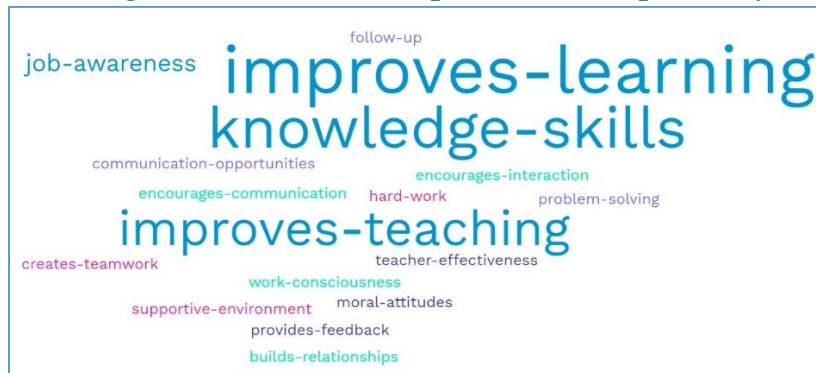 follow-up
job-awareness
improves-learning
knowledge-skills
communication-opportunities
encourages-interaction
encourages-communication
hard-work
problem-solving
improves-teaching
creates-teamwork
teacher-effectiveness
work-consciousness
supportive-environment
moral-attitudes
provides-feedback
builds-relationships